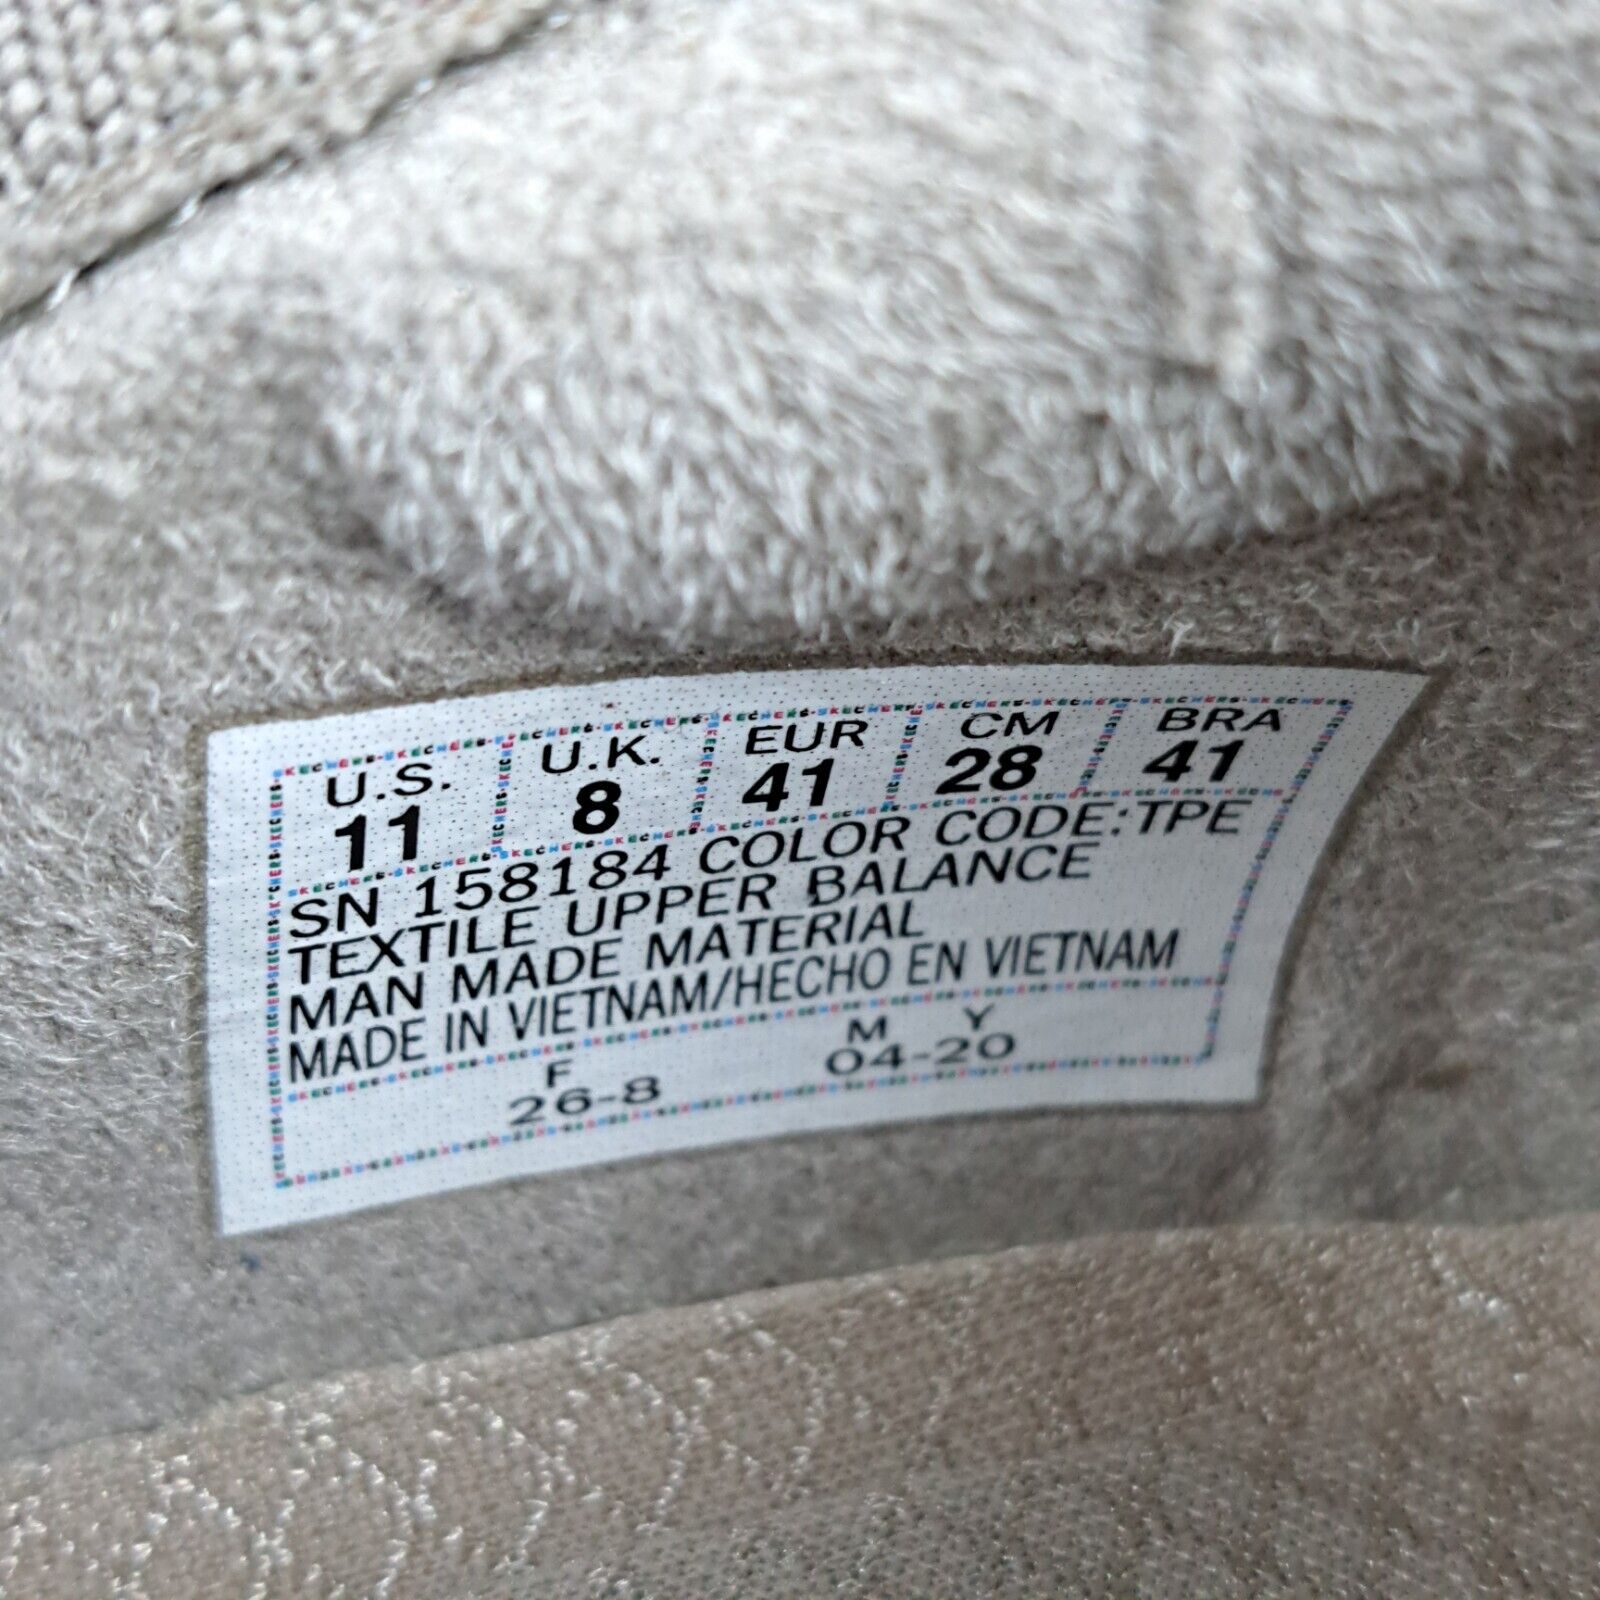 U.S. U.K. EUR CM BRA
11 8 41 28 41
SN 158184 COLOR CODE:TPE
TEXTILE UPPER BALANCE
MAN MADE MATERIAL
MADE IN VIETNAM/HECHO EN VIETNAM
F M Y
26-8 04-20